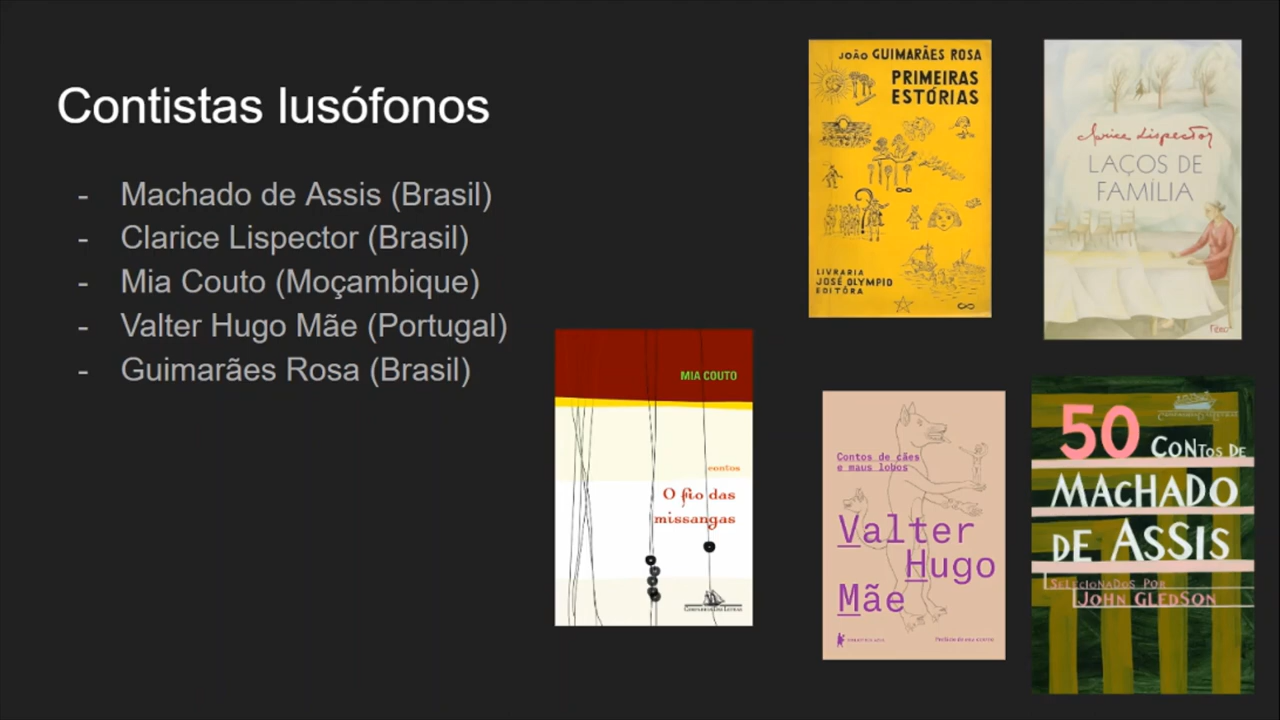 Contistas lusófonos
- Machado de Assis (Brasil)
- Clarice Lispector (Brasil)
- Mia Couto (Moçambique)
- Valter Hugo Mãe (Portugal)
- Guimarães Rosa (Brasil)
JOÃO GUIMARÃES ROSA
PRIMEIRAS
ESTÓRIAS
LIVRARIA
JOSÉ OLYMPIO
EDITÔRA
Clarice Lispector
LAÇOS DE
FAMÍLIA
MIA COUTO
contos
O fio das
missangas
COMPANHIA DAS LETRAS
Contos de cães
e maus lobos
Valter
Hugo
Mãe
50 CONTOS DE
MACHADO
DE ASSIS
SELECIONADOS POR
JOHN GLEDSON